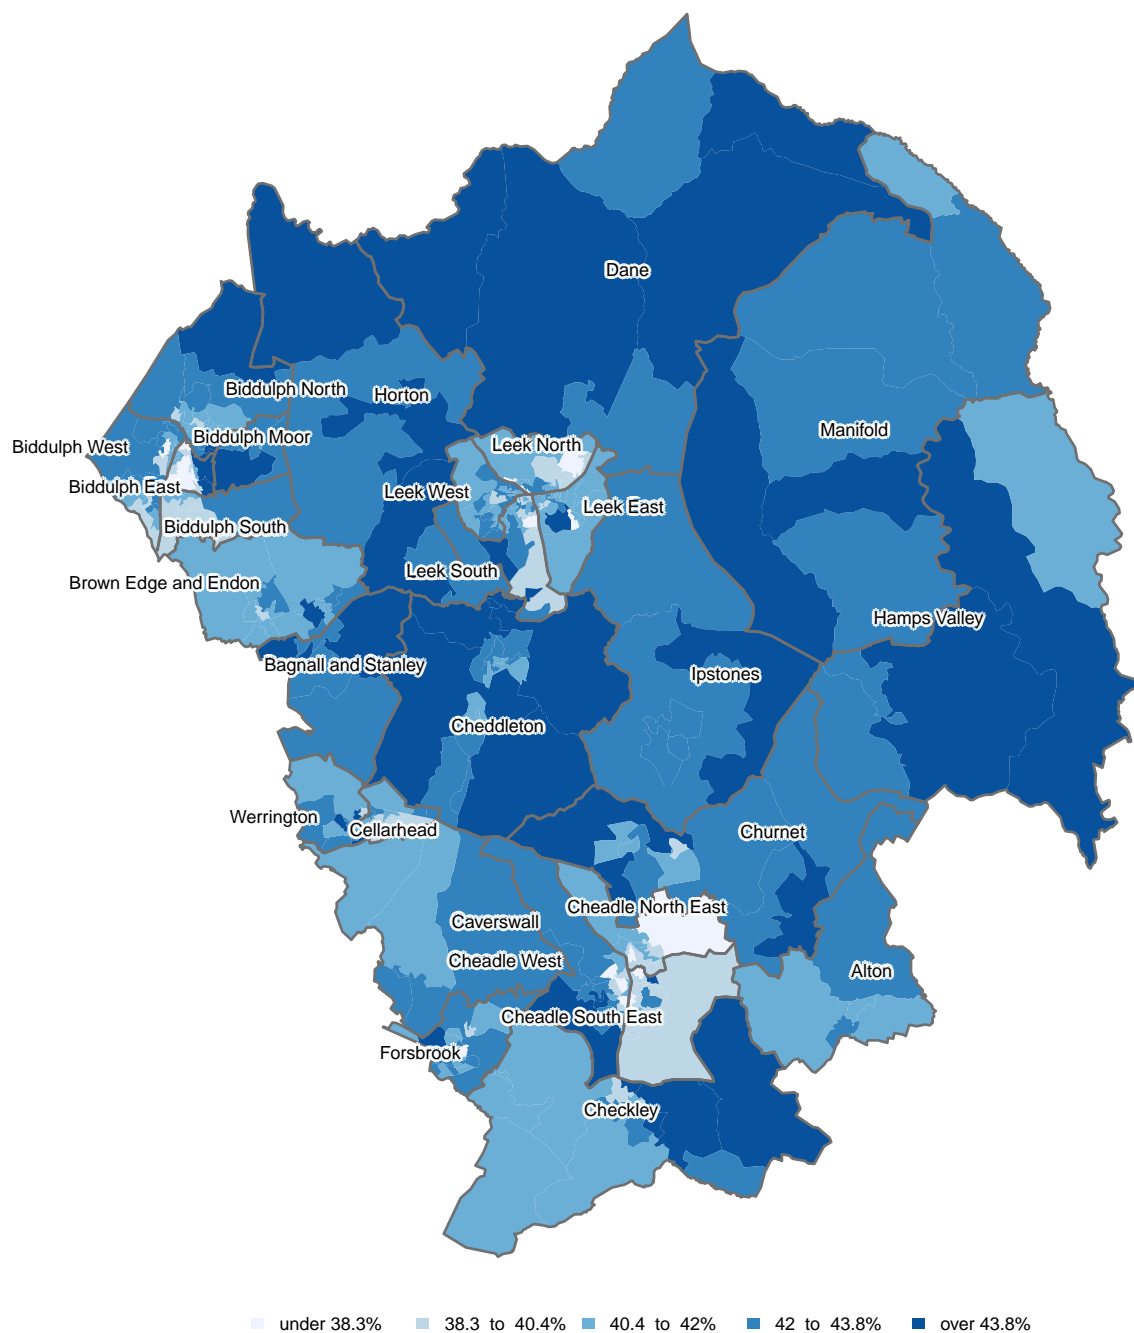 Dane
Biddulph North
Horton
Manifold
Biddulph Moor
Biddulph West
Leek North
Biddulph East
Leek West
Leek East
Biddulph South
Leek South
Brown Edge and Endon
Hamps Valley
Bagnall and Stanley
Ipstones
Cheddleton
Werrington
Cellarhead
Churnet
Cheadle North East
Caverswall
Cheadle West
Alton
Cheadle South East
Forsbrook
Checkley
under 38.3% 38.3 to 40.4% 40.4 to 42% 42 to 43.8% over 43.8%